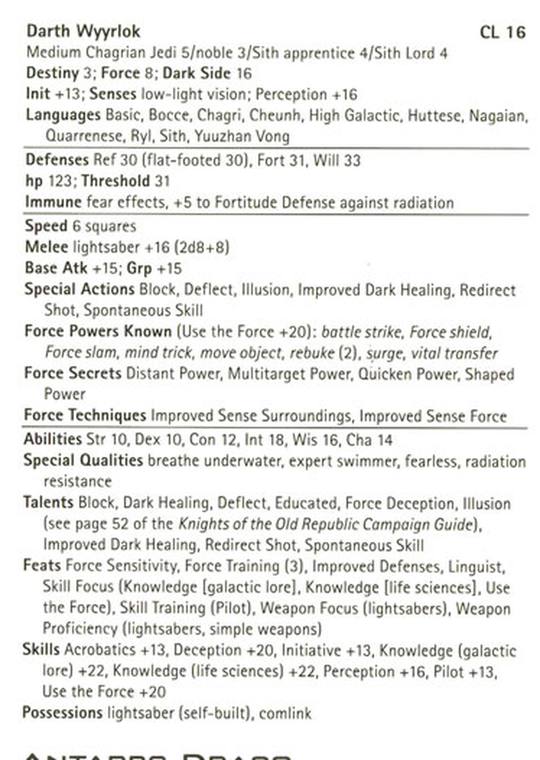 Darth Wyyrlok CL 16
Medium Chagrian Jedi 5/noble 3/Sith apprentice 4/Sith Lord 4
Destiny 3; Force 8; Dark Side 16
Init +13; Senses low-light vision; Perception +16
Languages Basic, Bocce, Chagri, Cheunh, High Galactic, Huttese, Nagaian,
Quarrenese, Ryl, Sith, Yuuzhan Vong
Defenses Ref 30 (flat-footed 30), Fort 31, Will 33
hp 123; Threshold 31
Immune fear effects, +5 to Fortitude Defense against radiation
Speed 6 squares
Melee lightsaber +16 (2d8+8)
Base Atk +15; Grp +15
Special Actions Block, Deflect, Illusion, Improved Dark Healing, Redirect
Shot, Spontaneous Skill
Force Powers Known (Use the Force +20): battle strike, Force shield,
Force slam, mind trick, move object, rebuke (2), surge, vital transfer
Force Secrets Distant Power, Multitarget Power, Quicken Power, Shaped
Power
Force Techniques Improved Sense Surroundings, Improved Sense Force
Abilities Str 10, Dex 10, Con 12, Int 18, Wis 16, Cha 14
Special Qualities breathe underwater, expert swimmer, fearless, radiation
resistance
Talents Block, Dark Healing, Deflect, Educated, Force Deception, Illusion
(see page 52 of the Knights of the Old Republic Campaign Guide),
Improved Dark Healing, Redirect Shot, Spontaneous Skill
Feats Force Sensitivity, Force Training (3), Improved Defenses, Linguist,
Skill Focus (Knowledge [galactic lore], Knowledge [life sciences], Use
the Force), Skill Training (Pilot), Weapon Focus (lightsabers), Weapon
Proficiency (lightsabers, simple weapons)
Skills Acrobatics +13, Deception +20, Initiative +13, Knowledge (galactic
lore) +22, Knowledge (life sciences) +22, Perception +16, Pilot +13,
Use the Force +20
Possessions lightsaber (self-built), comlink